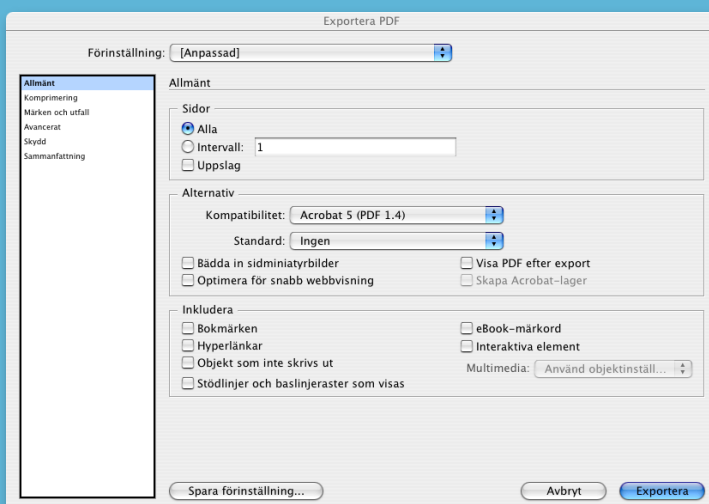 Exportera PDF
Förinställning: [Anpassad]
Allmänt
Komprimering
Märken och utfall
Avancerat
Skydd
Sammanfattning
Allmänt
Sidor
Alla
Intervall: 1
Uppslag
Alternativ
Kompatibilitet: Acrobat 5 (PDF 1.4)
Standard: Ingen
Bädda in sidminiatyrbilder
Visa PDF efter export
Optimera för snabb webbvisning
Skapa Acrobat-lager
Inkludera
Bokmärken
eBook-märkord
Hyperlänkar
Interaktiva element
Objekt som inte skrivs ut
Multimedia: Använd objektinställ...
Stödlinjer och baslinjeraster som visas
Spara förinställning...
Avbryt
Exportera